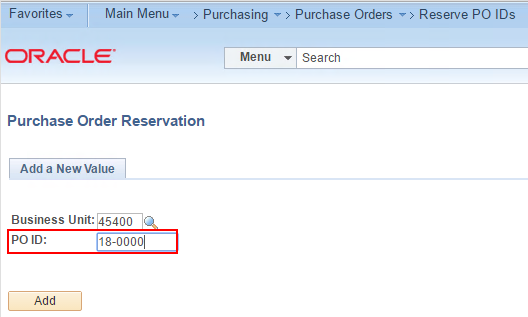 Favorites Main Menu > Purchasing > Purchase Orders > Reserve PO IDs
ORACLE
Menu Search
Purchase Order Reservation
Add a New Value
Business Unit: 45400
PO ID: 18-0000
Add